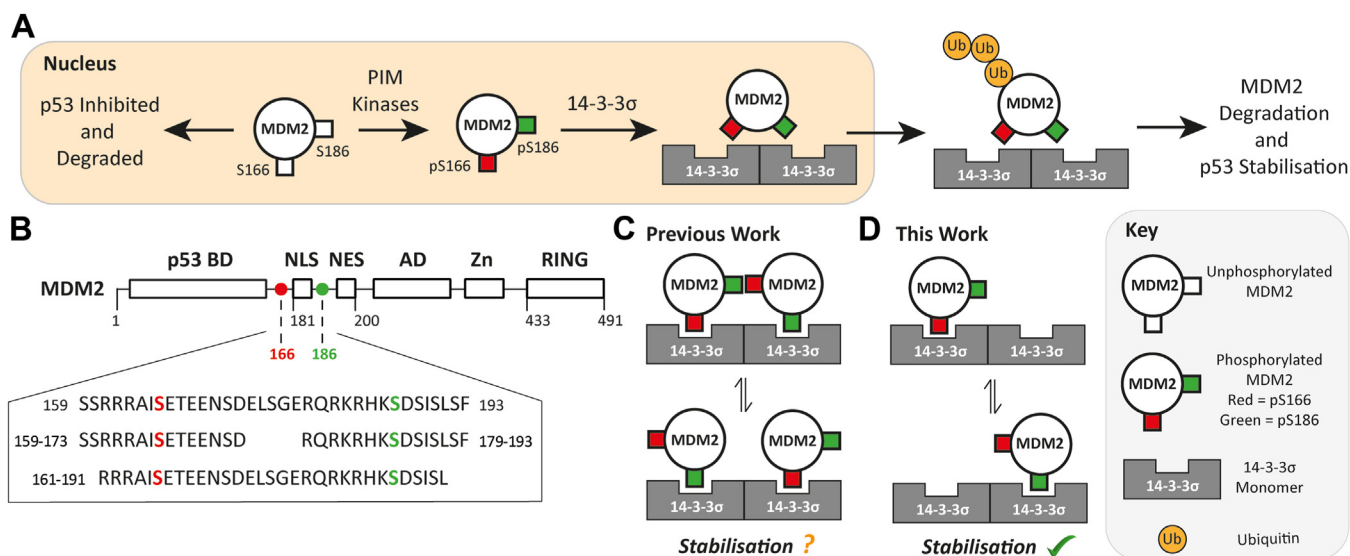 A
Nucleus
p53 Inhibited
and
Degraded
MDM2
S166
S186
PIM
Kinases
MDM2
pS166
pS186
14-3-3σ
MDM2
14-3-3σ 14-3-3σ
Ub
Ub
Ub
MDM2
14-3-3σ 14-3-3σ
MDM2
Degradation
and
p53 Stabilisation
B
p53 BD NLS NES AD Zn RING
MDM2
1 181 200 433 491
166 186
159 SSRRRAISETEENSDELSGERQRKRHKSDSISLSF 193
159-173 SSRRRAISETEENSD RQRKRHKSDSISLSF 179-193
161-191 RRRAISETEENSDELSGERQRKRHKSDSISL
C Previous Work
MDM2 MDM2
14-3-3σ 14-3-3σ
MDM2 MDM2
14-3-3σ 14-3-3σ
Stabilisation ?
D This Work
MDM2
14-3-3σ 14-3-3σ
MDM2
14-3-3σ 14-3-3σ
Stabilisation ✓
Key
MDM2
Unphosphorylated
MDM2
MDM2
Phosphorylated
MDM2
Red = pS166
Green = pS186
14-3-3σ
14-3-3σ
Monomer
Ub Ubiquitin